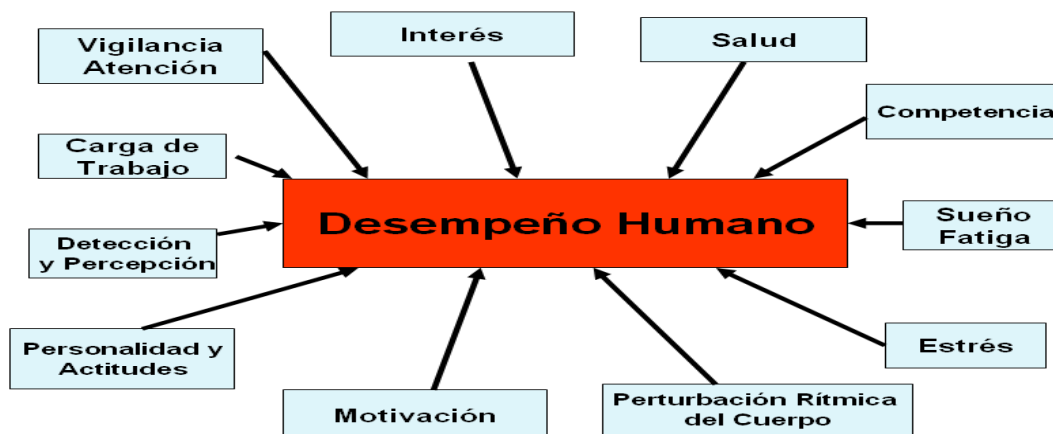 Vigilancia
Atención
Interés
Salud
Competencia
Carga de
Trabajo
Desempeño Humano
Sueño
Fatiga
Detección
y Percepción
Personalidad y
Actitudes
Motivación
Perturbación Rítmica
del Cuerpo
Estrés